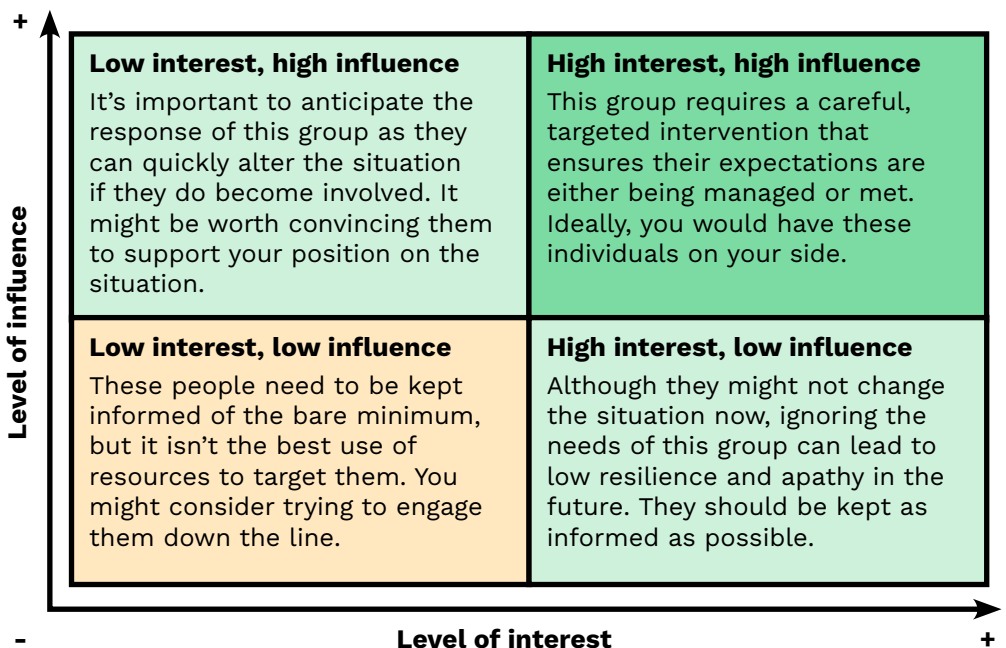 +
Level of influence
Low interest, high influence
It’s important to anticipate the
response of this group as they
can quickly alter the situation
if they do become involved. It
might be worth convincing them
to support your position on the
situation.
High interest, high influence
This group requires a careful,
targeted intervention that
ensures their expectations are
either being managed or met.
Ideally, you would have these
individuals on your side.
Low interest, low influence
These people need to be kept
informed of the bare minimum,
but it isn’t the best use of
resources to target them. You
might consider trying to engage
them down the line.
High interest, low influence
Although they might not change
the situation now, ignoring the
needs of this group can lead to
low resilience and apathy in the
future. They should be kept as
informed as possible.
-
Level of interest
+